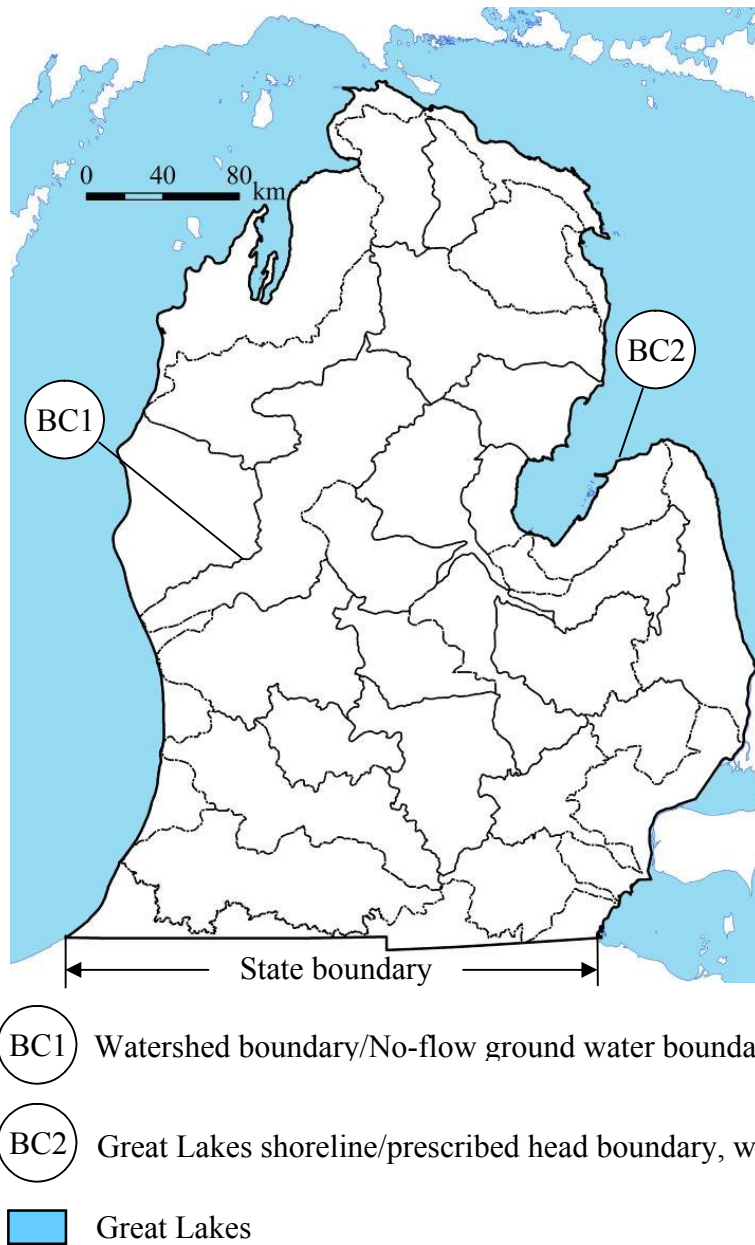 0 40 80
km
BC2
BC1
State boundary
BC1 Watershed boundary/No-flow ground water bounda
BC2 Great Lakes shoreline/prescribed head boundary, w
Great Lakes